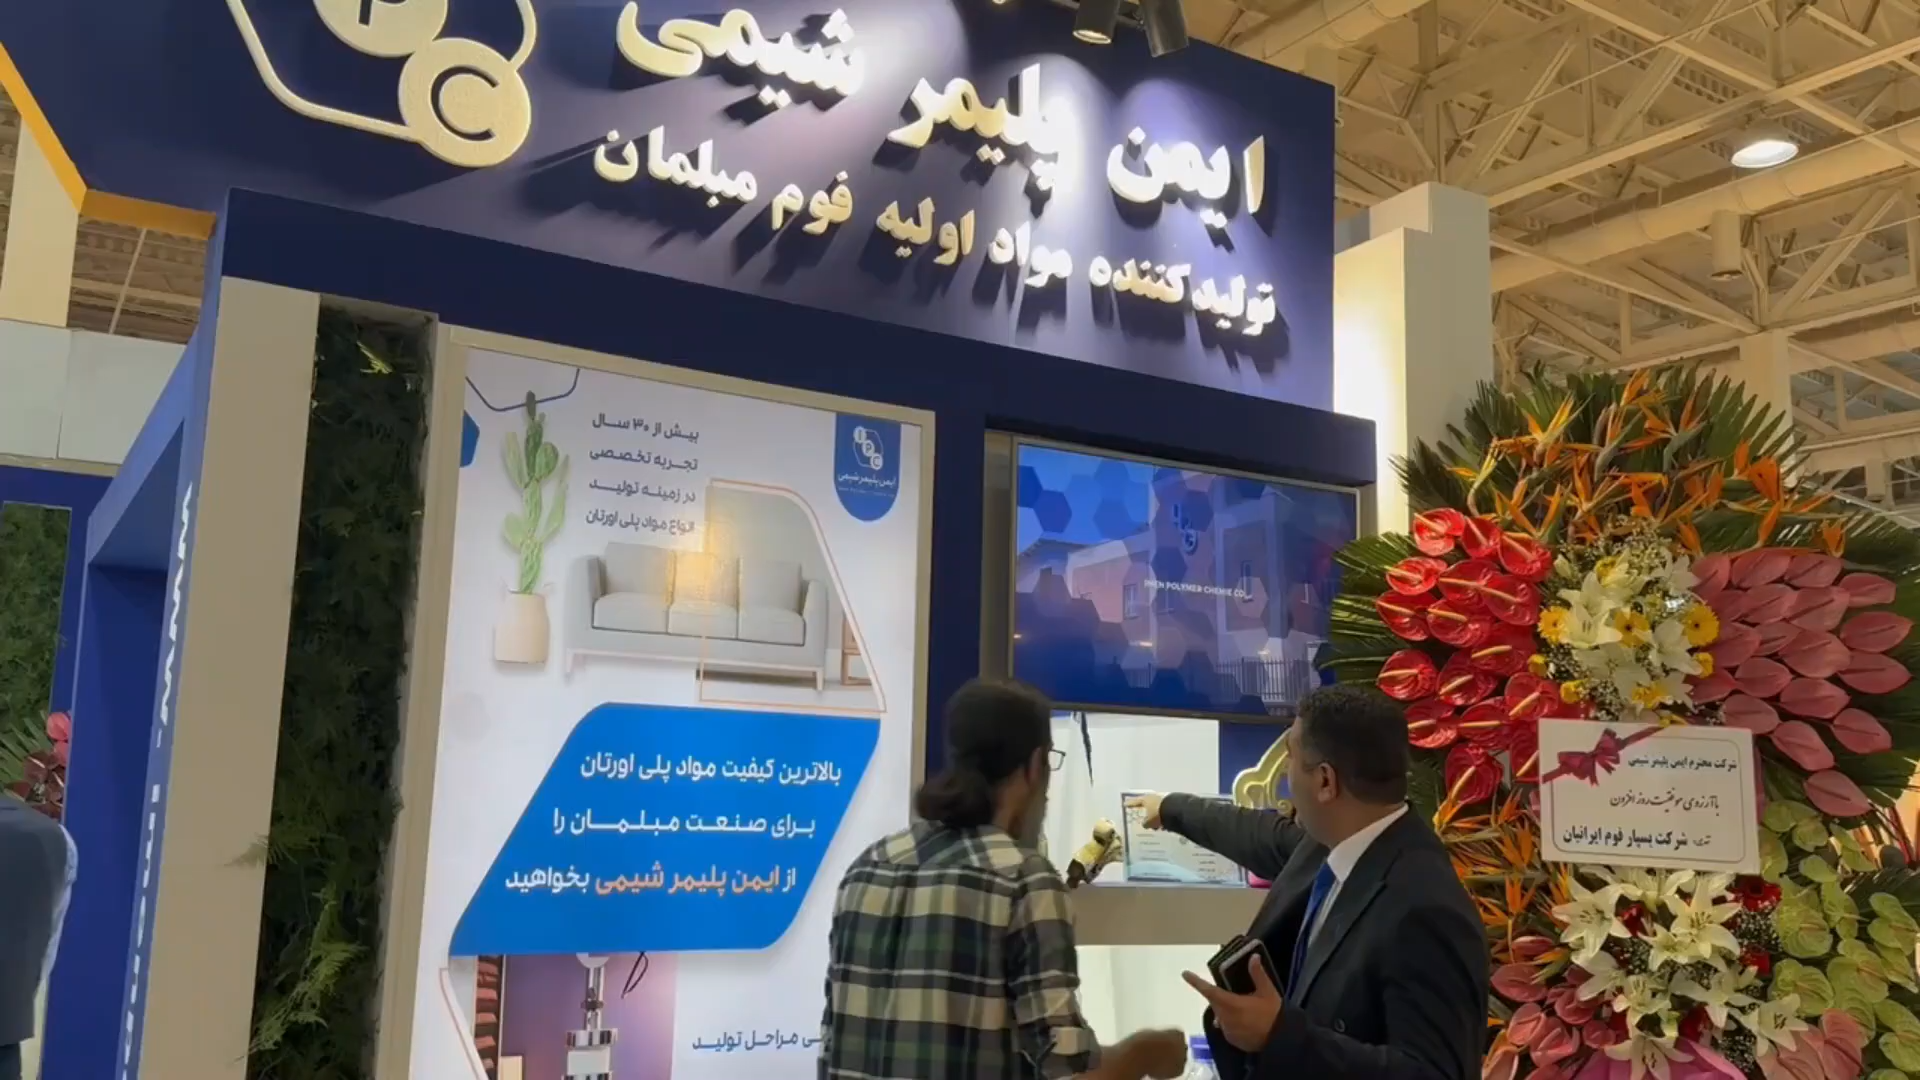 P
C
ایمن پلیمر شیمی
تولیدکننده مواد اولیه فوم مبلمان
بیش از ۳۰ سال
تجربه تخصصی
در زمینه تولید
انواع مواد پلی اورتان
I
P
C
ایمن پلیمر شیمی
بالاترین کیفیت مواد پلی اورتان
برای صنعت مبلمان را
از ایمن پلیمر شیمی بخواهید
مراحل تولید
IMEN POLYMER CHEMIE CO.
شرکت محترم ایمن پلیمر شیمی
با آرزوی موفقیت روز افزون
شرکت بسپار فوم ایرانیان